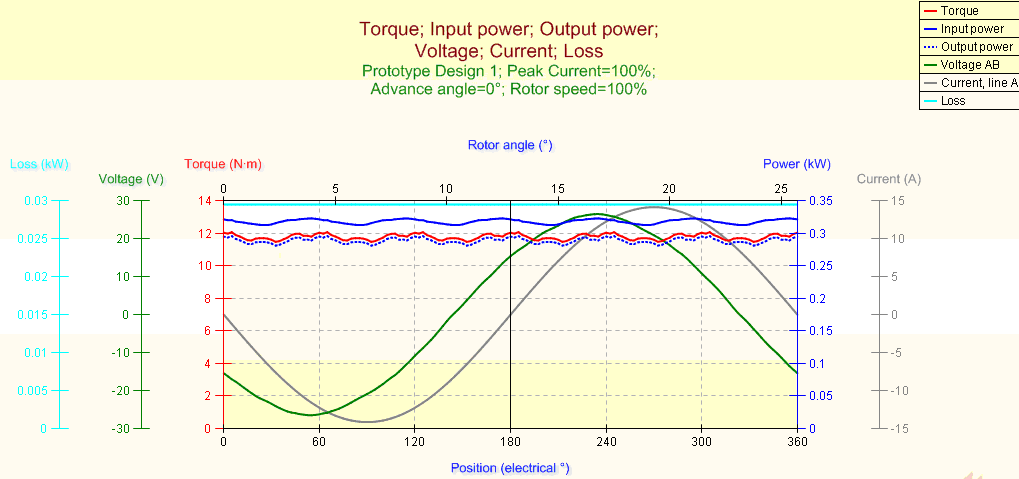 Torque; Input power; Output power;
Voltage; Current; Loss
Prototype Design 1; Peak Current=100%;
Advance angle=0°; Rotor speed=100%
Torque
Input power
Output power
Voltage AB
Current, line A
Loss
Rotor angle (°)
Loss (kW)
Voltage (V)
Torque (N·m)
Power (kW)
Current (A)
0 5 10 15 20 25
0.03 30 14 0.35 15
0.025 20 12 0.3 10
0.02 10 10 0.25 5
0.015 0 8 0.2 0
0.01 -10 6 0.15 -5
0.005 -20 4 0.1 -10
0 -30 2 0.05 -15
0 0
0 60 120 180 240 300 360
Position (electrical °)